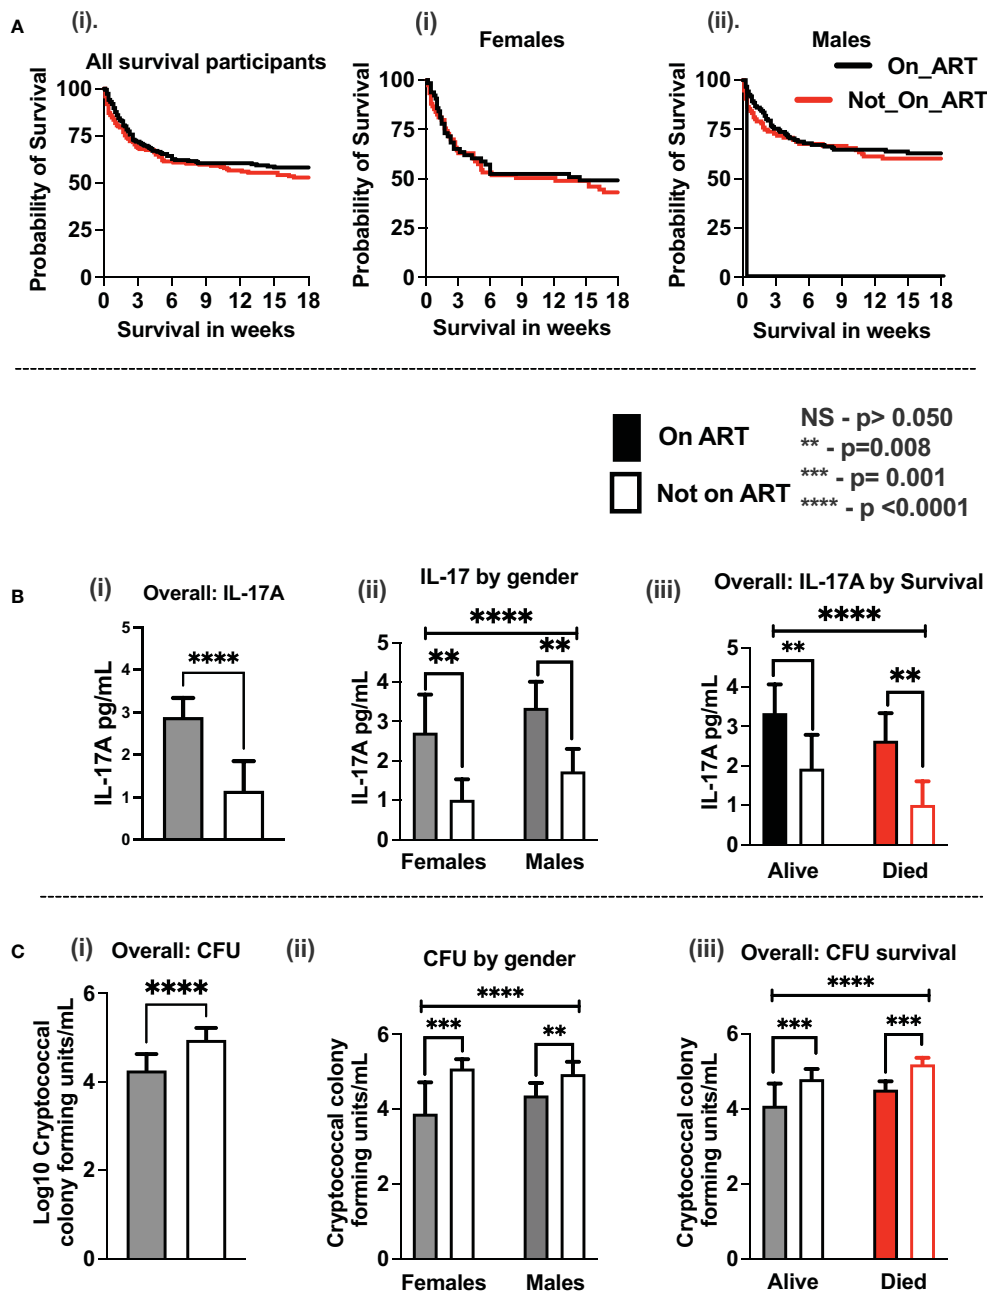 A
(i).
(i)
(ii).
All survival participants
Females
Males
On_ART
Not_On_ART
Probability of Survival
100
75
50
25
0
0 3 6 9 12 15 18
Survival in weeks
Probability of Survival
100
75
50
25
0
0 3 6 9 12 15 18
Survival in weeks
Probability of Survival
100
75
50
25
0
0 3 6 9 12 15 18
Survival in weeks
On ART
Not on ART
NS - p> 0.050
** - p=0.008
*** - p= 0.001
**** - p <0.0001
B
(i)
Overall: IL-17A
****
IL-17A pg/mL
5
4
3
2
1
0
(ii)
IL-17 by gender
****
** **
IL-17A pg/mL
5
4
3
2
1
0
Females Males
(iii)
Overall: IL-17A by Survival
****
** **
IL-17A pg/mL
5
4
3
2
1
0
Alive Died
C
(i)
Overall: CFU
****
Log10 Cryptococcal
colony forming units/mL
6
4
2
0
(ii)
CFU by gender
****
*** **
Cryptococcal colony
forming units/mL
6
4
2
0
Females Males
(iii)
Overall: CFU survival
****
*** ***
Cryptococcal colony
forming units/mL
6
4
2
0
Alive Died